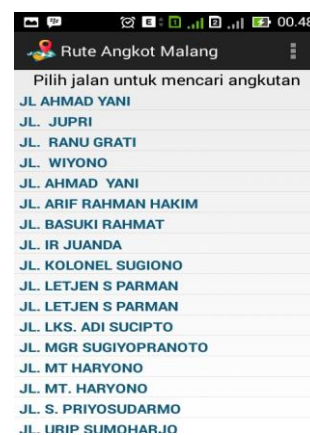 00.48
Rute Angkot Malang
Pilih jalan untuk mencari angkutan
JL AHMAD YANI
JL. JUPRI
JL. RANU GRATI
JL. WIYONO
JL. AHMAD YANI
JL. ARIF RAHMAN HAKIM
JL. BASUKI RAHMAT
JL. IR JUANDA
JL. KOLONEL SUGIONO
JL. LETJEN S PARMAN
JL. LETJEN S PARMAN
JL. LKS. ADI SUCIPTO
JL. MGR SUGIYOPRANOTO
JL. MT HARYONO
JL. MT. HARYONO
JL. S. PRIYOSUDARMO
JL. URIP SUMOHARJO